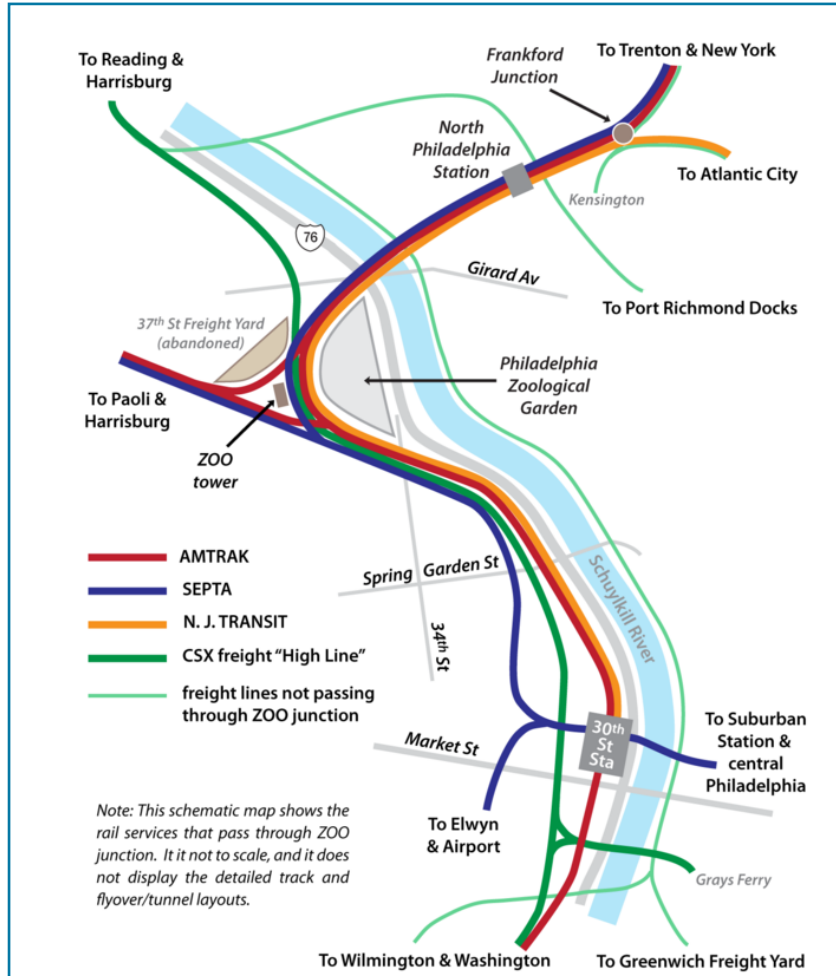 To Reading &
Harrisburg
Frankford
Junction
To Trenton & New York
North
Philadelphia
Station
To Atlantic City
Kensington
76
Girard Av
To Port Richmond Docks
37th St Freight Yard
(abandoned)
Philadelphia
Zoological
Garden
To Paoli &
Harrisburg
ZOO
tower
AMTRAK
SEPTA
N. J. TRANSIT
CSX freight “High Line”
freight lines not passing
through ZOO junction
Spring Garden St
34th St
Schuylkill River
Market St
30th
St
Sta
To Suburban
Station &
central
Philadelphia
To Elwyn
& Airport
Note: This schematic map shows the
rail services that pass through ZOO
junction. It it not to scale, and it does
not display the detailed track and
flyover/tunnel layouts.
Grays Ferry
To Wilmington & Washington
To Greenwich Freight Yard